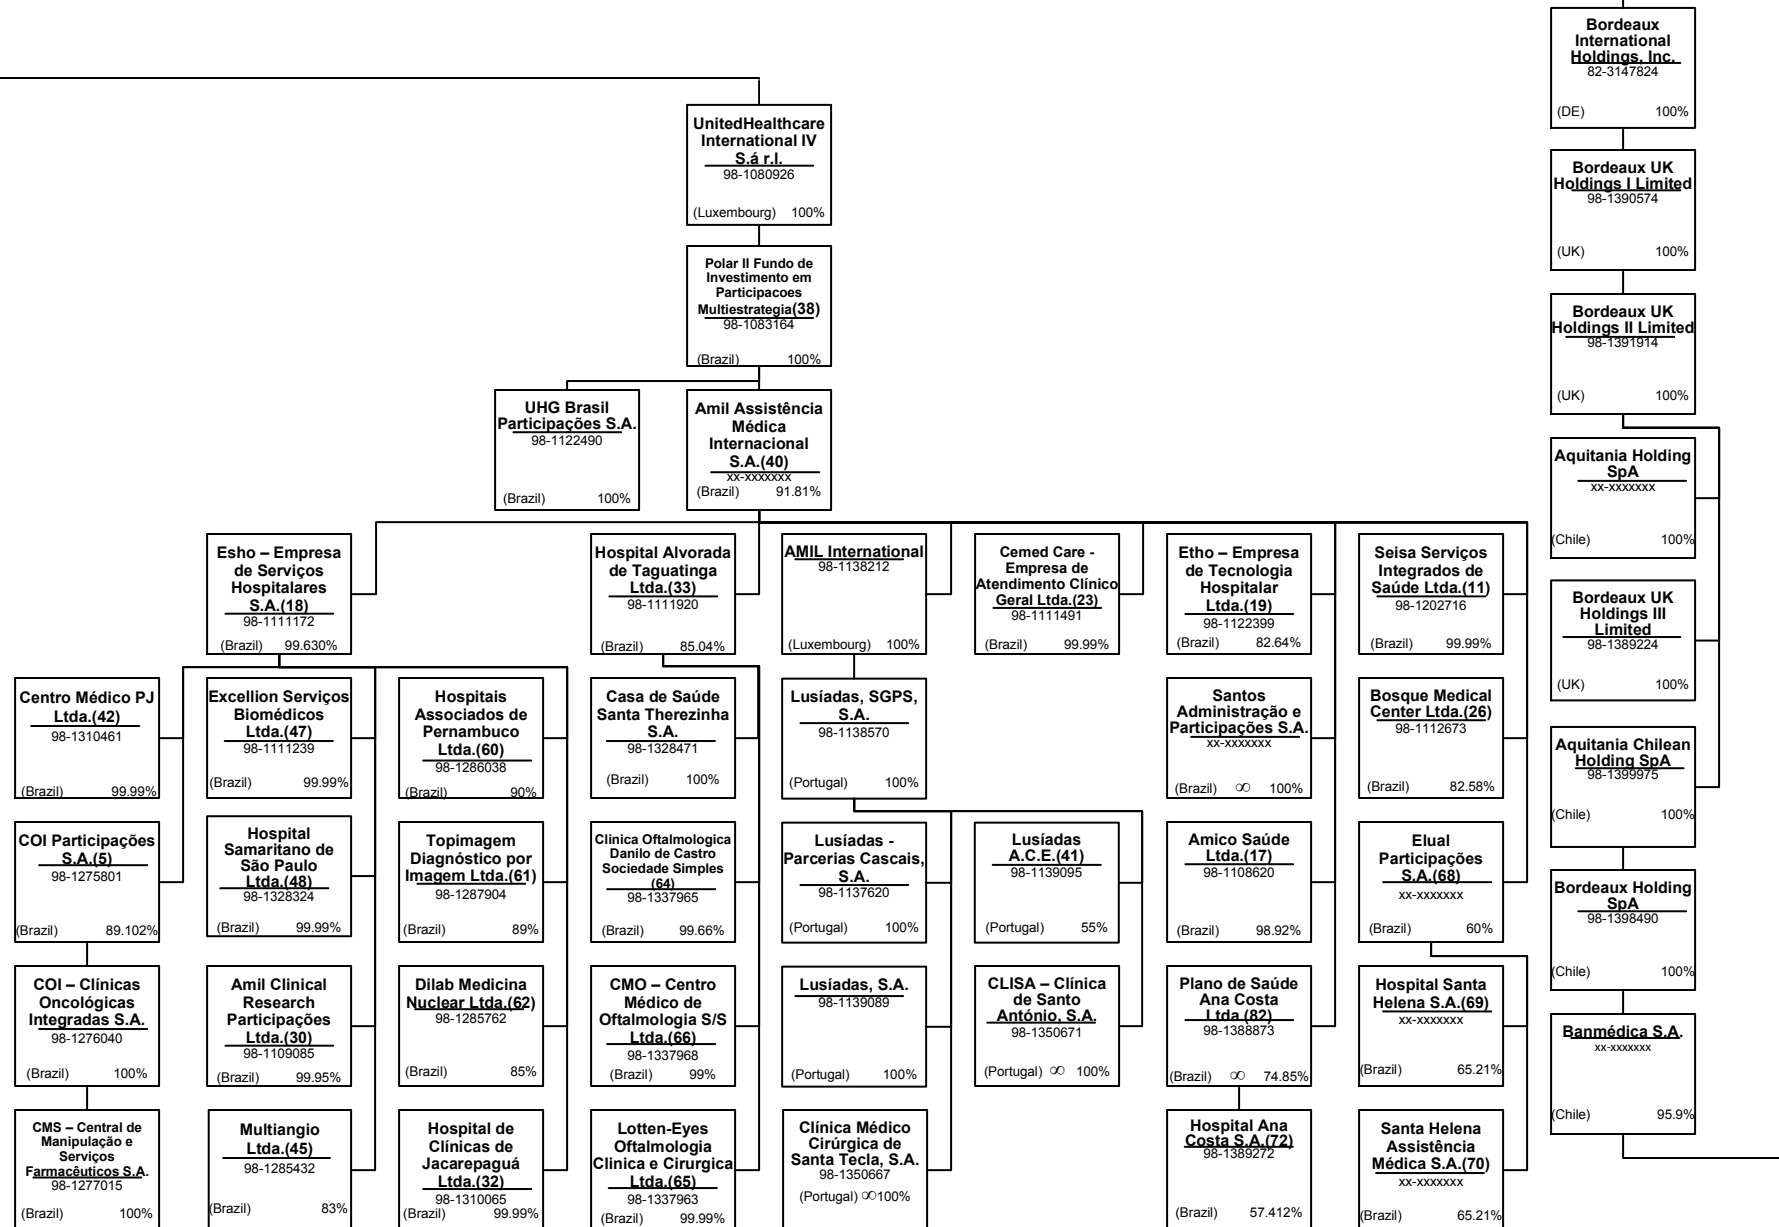 Bordeaux
International
Holdings, Inc.
82-3147824
(DE) 100%
UnitedHealthcare
International IV
S.á r.l.
98-1080926
(Luxembourg) 100%
Bordeaux UK
Holdings I Limited
98-1390574
(UK) 100%
Polar II Fundo de
Investimento em
Participacoes
Multiestrategia(38)
98-1083164
(Brazil) 100%
Bordeaux UK
Holdings II Limited
98-1391914
(UK) 100%
UHG Brasil
Participações S.A.
98-1122490
(Brazil) 100%
Amil Assistência
Médica
Internacional
S.A.(40)
xx-xxxxxxx
(Brazil) 91.81%
Aquitania Holding
SpA
xx-xxxxxxx
(Chile) 100%
Esho – Empresa
de Serviços
Hospitalares
S.A.(18)
98-1111172
(Brazil) 99.630%
Hospital Alvorada
de Taguatinga
Ltda.(33)
98-1111920
(Brazil) 85.04%
AMIL International
98-1138212
(Luxembourg) 100%
Cemed Care -
Empresa de
Atendimento Clínico
Geral Ltda.(23)
98-1111491
(Brazil) 99.99%
Etho – Empresa
de Tecnologia
Hospitalar
Ltda.(19)
98-1122399
(Brazil) 82.64%
Seisa Serviços
Integrados de
Saúde Ltda.(11)
98-1202716
(Brazil) 99.99%
Bordeaux UK
Holdings III
Limited
98-1389224
(UK) 100%
Centro Médico PJ
Ltda.(42)
98-1310461
(Brazil) 99.99%
Excellion Serviços
Biomédicos
Ltda.(47)
98-1111239
(Brazil) 99.99%
Hospitais
Associados de
Pernambuco
Ltda.(60)
98-1286038
(Brazil) 90%
Casa de Saúde
Santa Therezinha
S.A.
98-1328471
(Brazil) 100%
Lusíadas, SGPS,
S.A.
98-1138570
(Portugal) 100%
Santos
Administração e
Participações S.A.
xx-xxxxxxx
(Brazil) ∞ 100%
Bosque Medical
Center Ltda.(26)
98-1112673
(Brazil) 82.58%
Aquitania Chilean
Holding SpA
98-1399975
(Chile) 100%
COI Participações
S.A.(5)
98-1275801
(Brazil) 89.102%
Hospital
Samaritano de
São Paulo
Ltda.(48)
98-1328324
(Brazil) 99.99%
Topimagem
Diagnóstico por
Imagem Ltda.(61)
98-1287904
(Brazil) 89%
Clinica Oftalmologica
Danilo de Castro
Sociedade Simples
(64)
98-1337965
(Brazil) 99.66%
Lusíadas -
Parcerias Cascais,
S.A.
98-1137620
(Portugal) 100%
Lusíadas
A.C.E.(41)
98-1139095
(Portugal) 55%
Amico Saúde
Ltda.(17)
98-1108620
(Brazil) 98.92%
Elual
Participações
S.A.(68)
xx-xxxxxxx
(Brazil) 60%
Bordeaux Holding
SpA
98-1398490
(Chile) 100%
COI – Clínicas
Oncológicas
Integradas S.A.
98-1276040
(Brazil) 100%
Amil Clinical
Research
Participações
Ltda.(30)
98-1109085
(Brazil) 99.95%
Dilab Medicina
Nuclear Ltda.(62)
98-1285762
(Brazil) 85%
CMO – Centro
Médico de
Oftalmologia S/S
Ltda.(66)
98-1337968
(Brazil) 99%
Lusíadas, S.A.
98-1139089
(Portugal) 100%
CLISA – Clínica
de Santo
António, S.A.
98-1350671
(Portugal) ∞ 100%
Plano de Saúde
Ana Costa
Ltda.(82)
98-1388873
(Brazil) ∞ 74.85%
Hospital Santa
Helena S.A.(69)
xx-xxxxxxx
(Brazil) 65.21%
Banmédica S.A.
xx-xxxxxxx
(Chile) 95.9%
CMS – Central de
Manipulação e
Serviços
Farmacêuticos S.A.
98-1277015
(Brazil) 100%
Multiangio
Ltda.(45)
98-1285432
(Brazil) 83%
Hospital de
Clínicas de
Jacarepaguá
Ltda.(32)
98-1310065
(Brazil) 99.99%
Lotten-Eyes
Oftalmologia
Clinica e Cirurgica
Ltda.(65)
98-1337963
(Brazil) 99.99%
Clínica Médico
Cirúrgica de
Santa Tecla, S.A.
98-1350667
(Portugal) ∞100%
Hospital Ana
Costa S.A.(72)
98-1389272
(Brazil) 57.412%
Santa Helena
Assistência
Médica S.A.(70)
xx-xxxxxxx
(Brazil) 65.21%